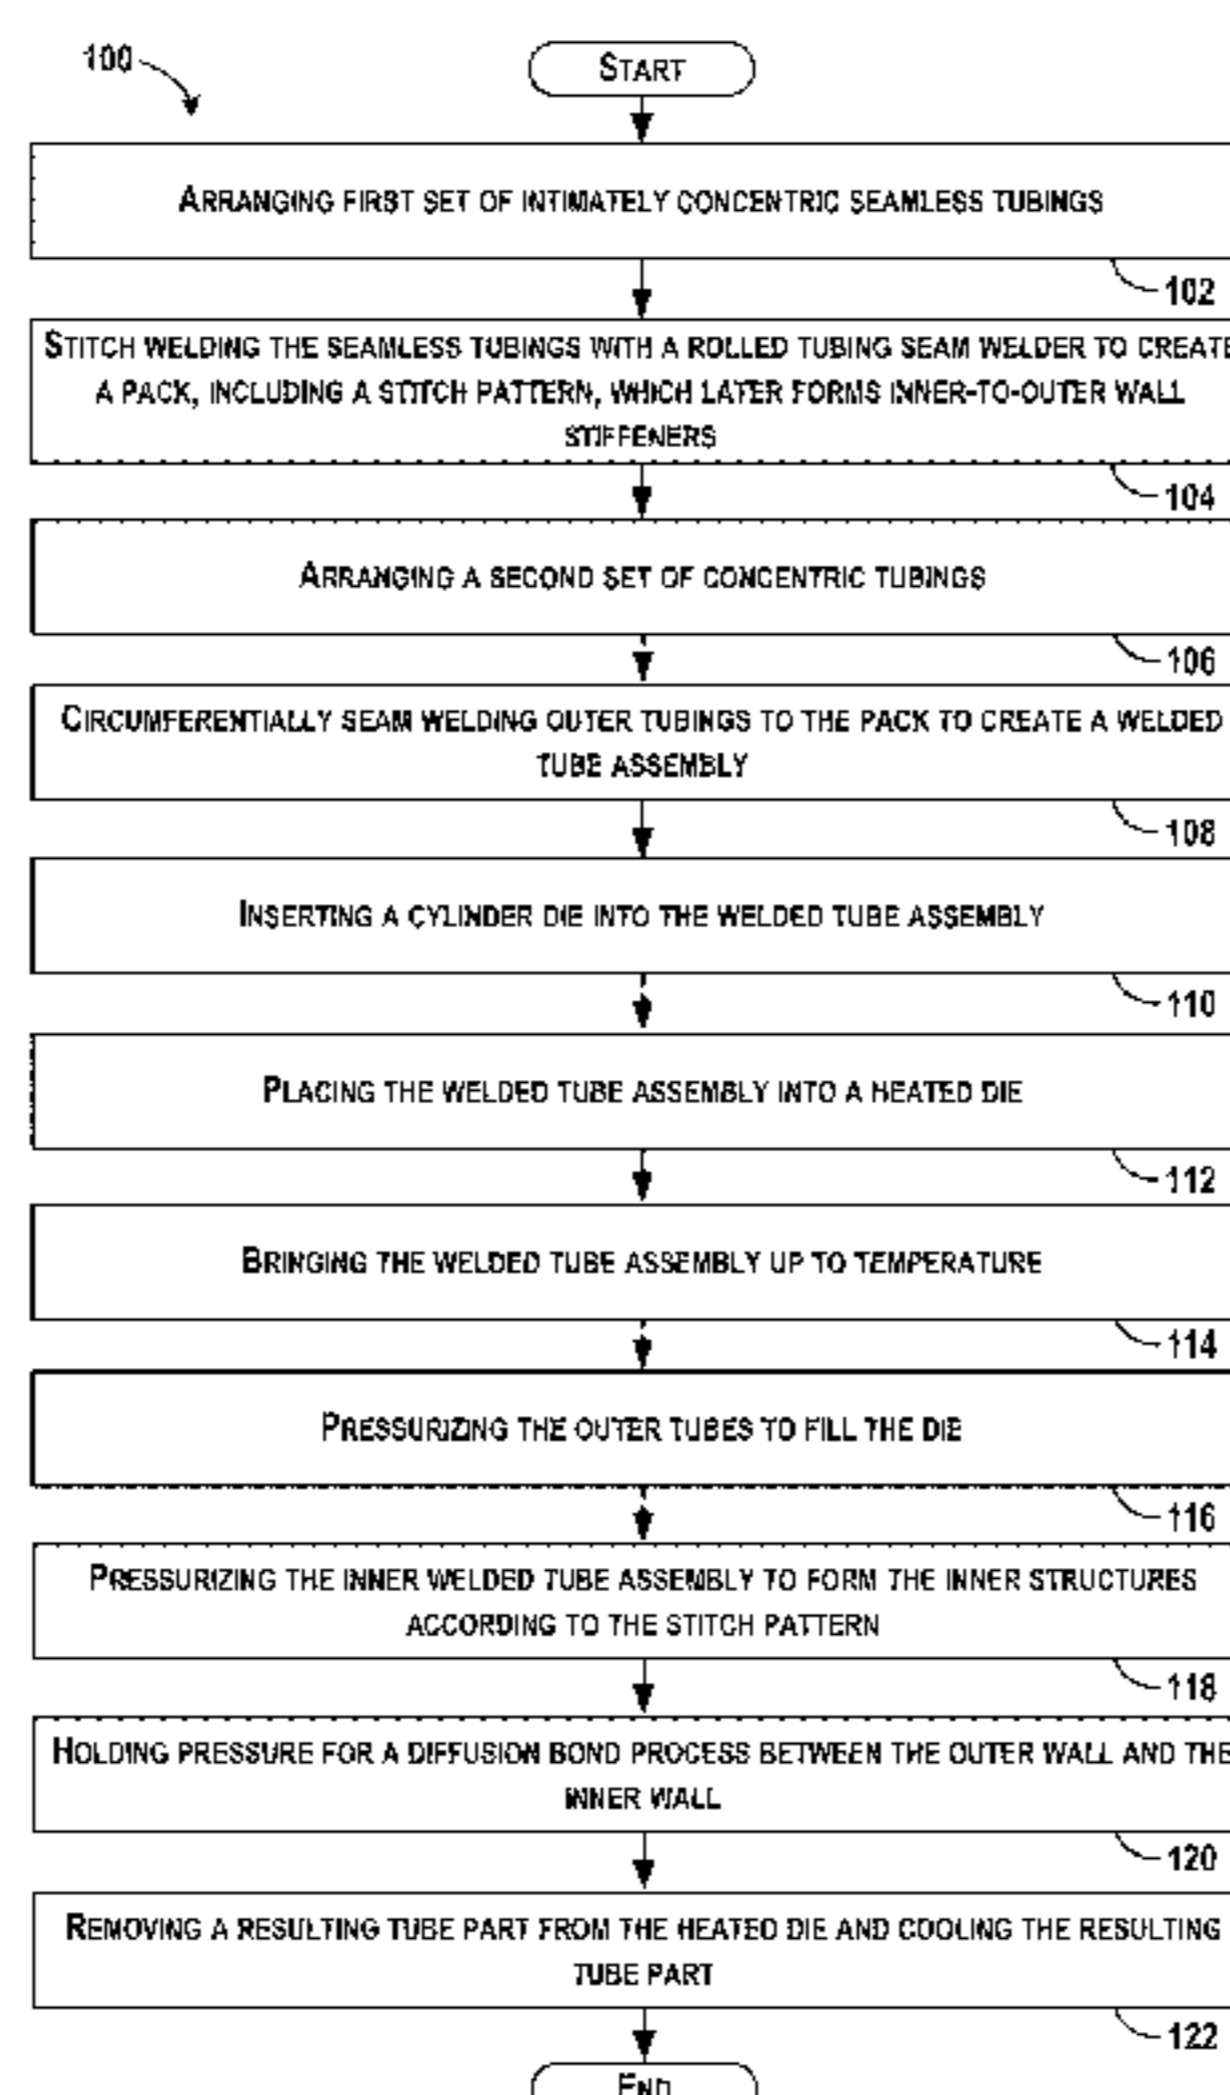 100
START
ARRANGING FIRST SET OF INTIMATELY CONCENTRIC SEAMLESS TUBINGS
102
STITCH WELDING THE SEAMLESS TUBINGS WITH A ROLLED TUBING SEAM WELDER TO CREATE
A PACK, INCLUDING A STITCH PATTERN, WHICH LATER FORMS INNER-TO-OUTER WALL
STIFFENERS
104
ARRANGING A SECOND SET OF CONCENTRIC TUBINGS
106
CIRCUMFERENTIALLY SEAM WELDING OUTER TUBINGS TO THE PACK TO CREATE A WELDED
TUBE ASSEMBLY
108
INSERTING A CYLINDER DIE INTO THE WELDED TUBE ASSEMBLY
110
PLACING THE WELDED TUBE ASSEMBLY INTO A HEATED DIE
112
BRINGING THE WELDED TUBE ASSEMBLY UP TO TEMPERATURE
114
PRESSURIZING THE OUTER TUBES TO FILL THE DIE
116
PRESSURIZING THE INNER WELDED TUBE ASSEMBLY TO FORM THE INNER STRUCTURES
ACCORDING TO THE STITCH PATTERN
118
HOLDING PRESSURE FOR A DIFFUSION BOND PROCESS BETWEEN THE OUTER WALL AND THE
INNER WALL
120
REMOVING A RESULTING TUBE PART FROM THE HEATED DIE AND COOLING THE RESULTING
TUBE PART
122
END